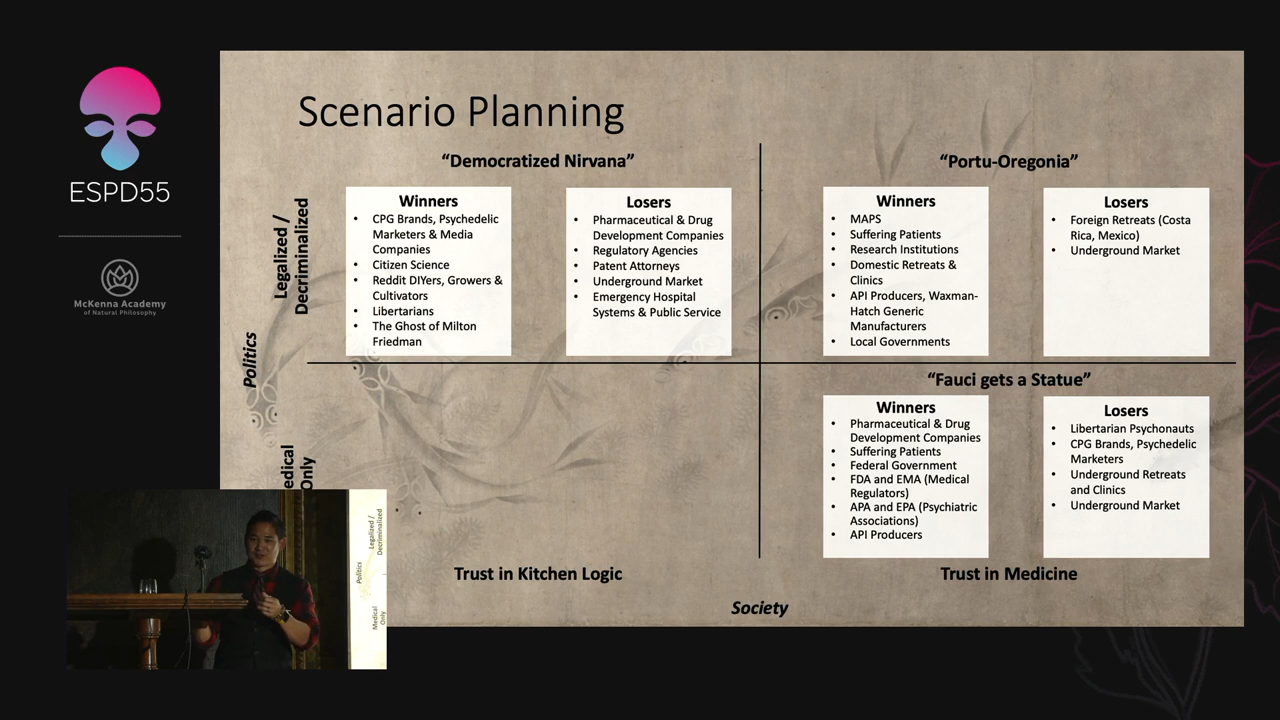 ESPD55
McKenna Academy
of Natural Philosophy
Scenario Planning
"Democratized Nirvana"
Winners
• CPG Brands, Psychedelic
Marketers & Media
Companies
• Citizen Science
• Reddit DIYers, Growers &
Cultivators
• Libertarians
• The Ghost of Milton
Friedman
Losers
• Pharmaceutical & Drug
Development Companies
• Regulatory Agencies
• Patent Attorneys
• Underground Market
• Emergency Hospital
Systems & Public Service
"Portu-Oregonia"
Winners
• MAPS
• Suffering Patients
• Research Institutions
• Domestic Retreats &
Clinics
• API Producers, Waxman-
Hatch Generic
Manufacturers
• Local Governments
Losers
• Foreign Retreats (Costa
Rica, Mexico)
• Underground Market
"Fauci gets a Statue"
Winners
• Pharmaceutical & Drug
Development Companies
• Suffering Patients
• Federal Government
• FDA and EMA (Medical
Regulators)
• APA and EPA (Psychiatric
Associations)
• API Producers
Losers
• Libertarian Psychonauts
• CPG Brands, Psychedelic
Marketers
• Underground Retreats
and Clinics
• Underground Market
Legalized /
Decriminalized
Politics
edical
Only
Trust in Kitchen Logic
Trust in Medicine
Society
Legalized /
Decriminalized
Politics
Medical
Only